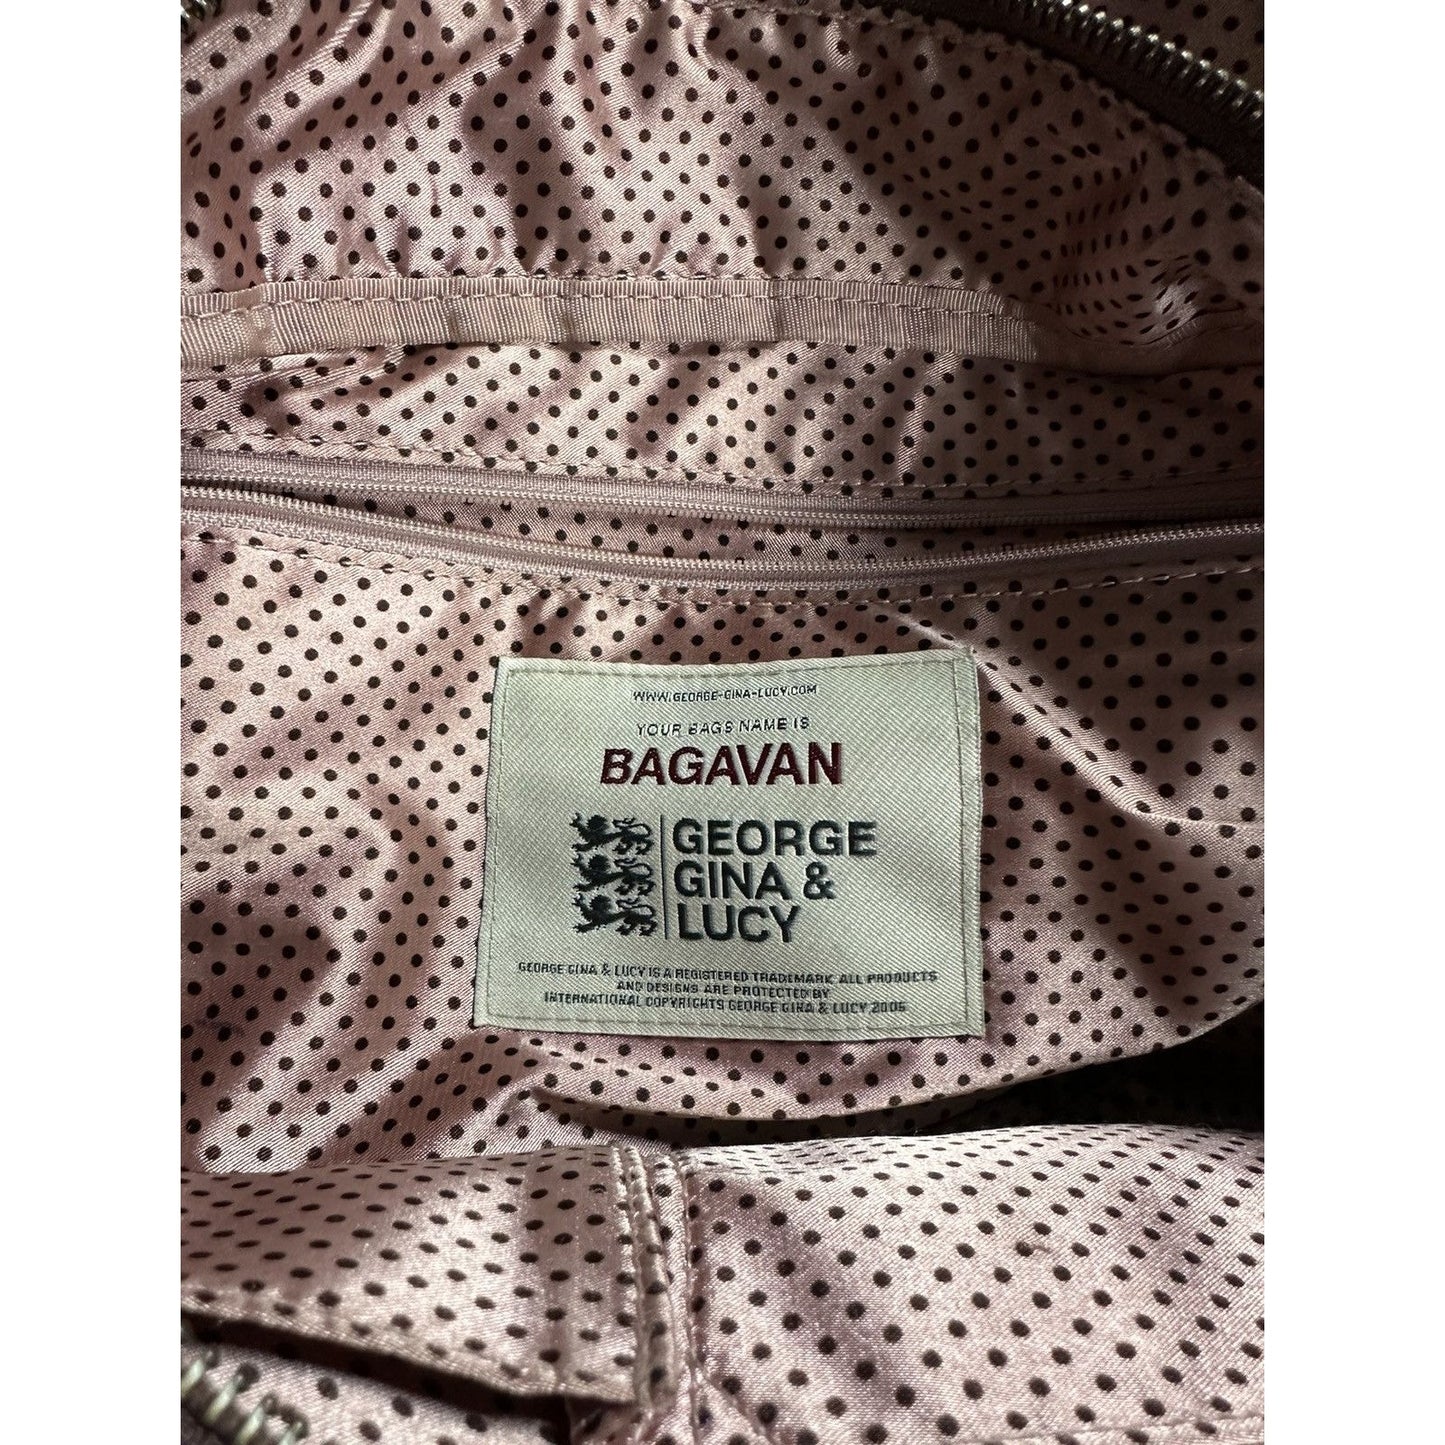 WWW.GEORGE-GINA-LUCY.COM
YOUR BAGS NAME IS
BAGAVAN
GEORGE
GINA &
LUCY
GEORGE GINA & LUCY IS A REGISTERED TRADEMARK ALL PRODUCTS
AND DESIGNS ARE PROTECTED BY
INTERNATIONAL COPYRIGHTS GEORGE GINA & LUCY 2005